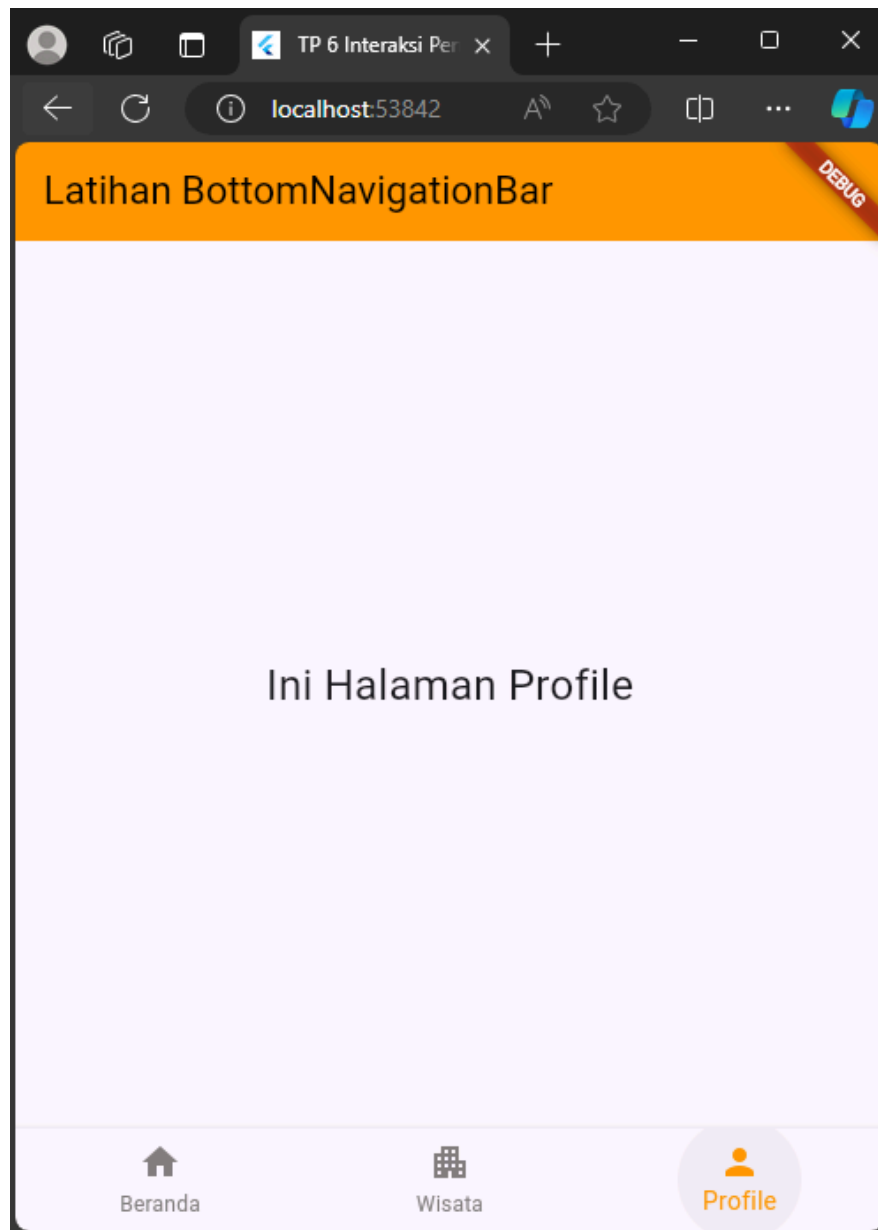 TP 6 Interaksi Per
localhost:53842
Latihan BottomNavigationBar
DEBUG
Ini Halaman Profile
Beranda
Wisata
Profile